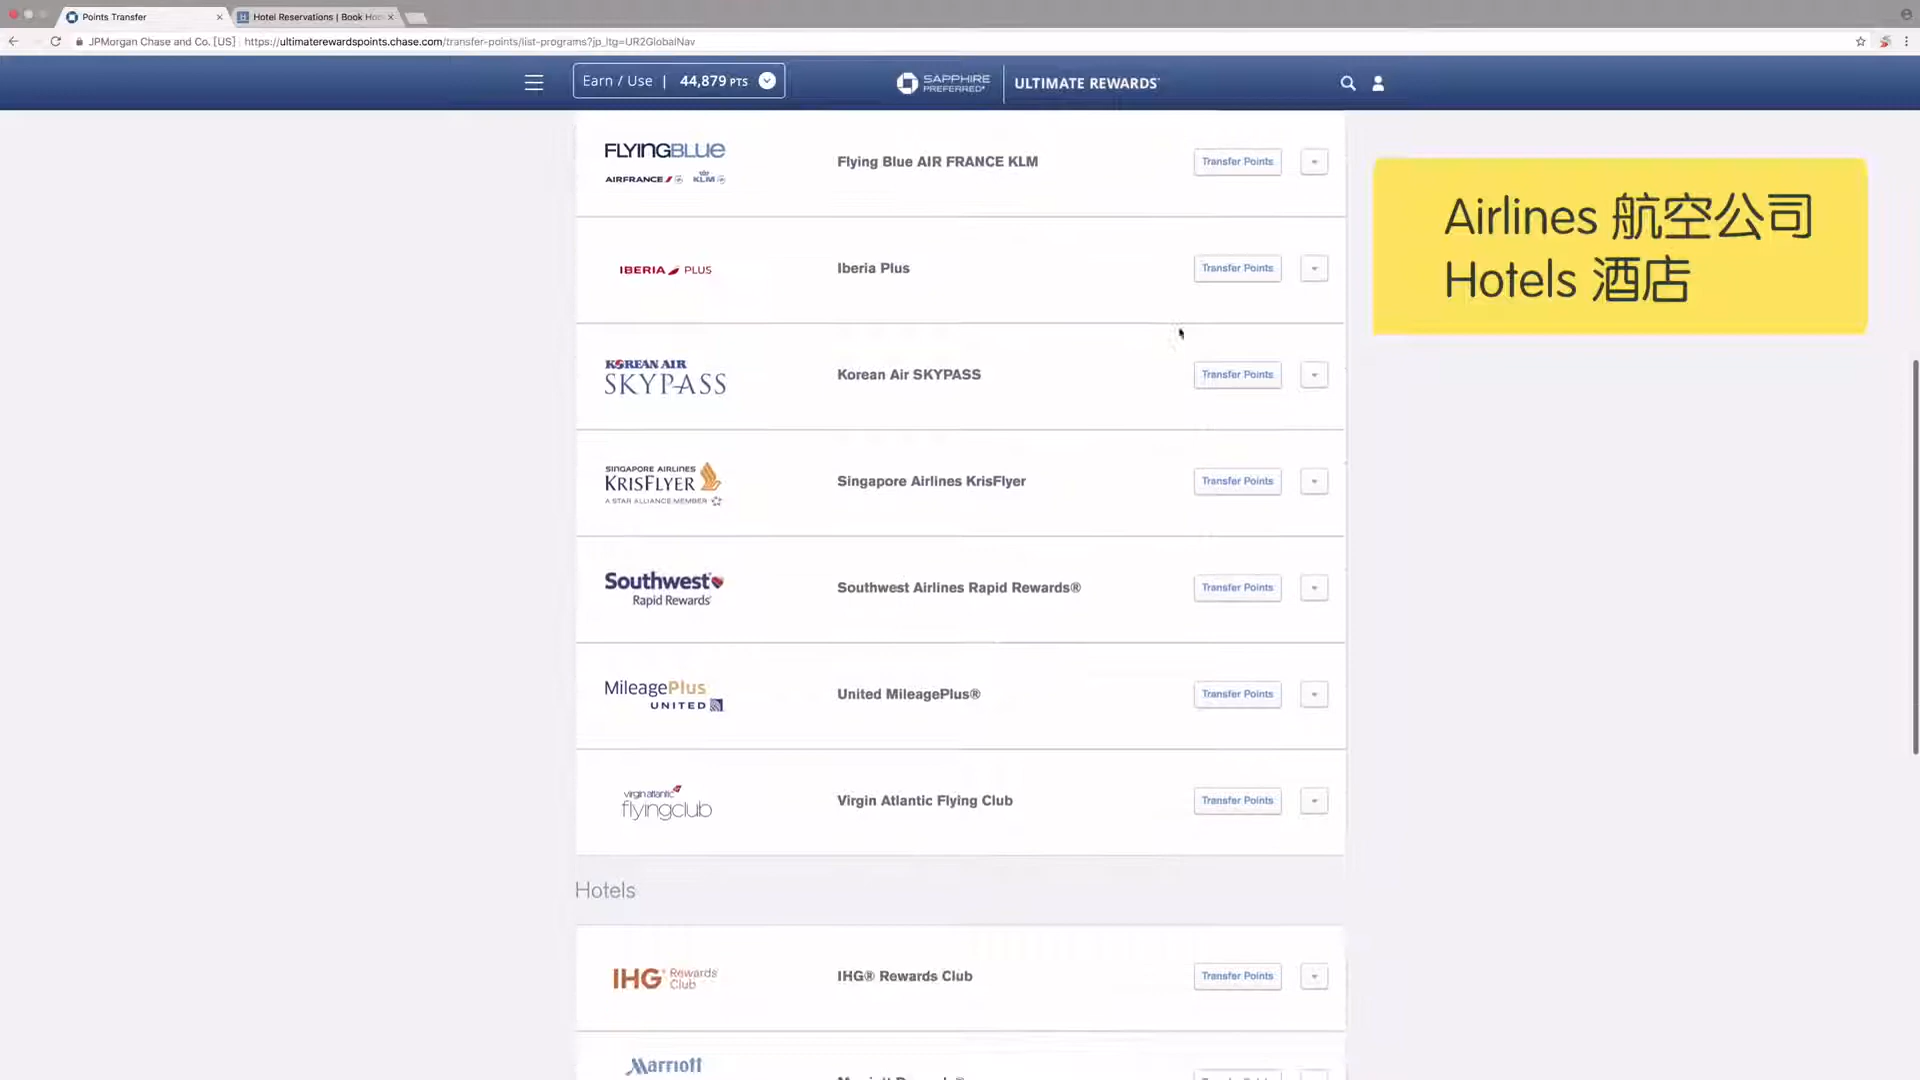 Points Transfer
Hotel Reservations | Book Ho
JPMorgan Chase and Co. [US] https://ultimaterewardspoints.chase.com/transfer-points/list-programs?jp_ltg=UR2GlobalNav
Earn / Use | 44,879 PTS
SAPPHIRE PREFERRED®
ULTIMATE REWARDS
FLYINGBLUE
AIRFRANCE KLM
Flying Blue AIR FRANCE KLM
Transfer Points
IBERIA PLUS
Iberia Plus
Transfer Points
KOREAN AIR
SKYPASS
Korean Air SKYPASS
Transfer Points
SINGAPORE AIRLINES
KRISFLYER
A STAR ALLIANCE MEMBER
Singapore Airlines KrisFlyer
Transfer Points
Southwest
Rapid Rewards
Southwest Airlines Rapid Rewards®
Transfer Points
MileagePlus
UNITED
United MileagePlus®
Transfer Points
virgin atlantic
flyingclub
Virgin Atlantic Flying Club
Transfer Points
Hotels
IHG® Rewards Club
IHG® Rewards Club
Transfer Points
Marriott
Airlines 航空公司
Hotels 酒店